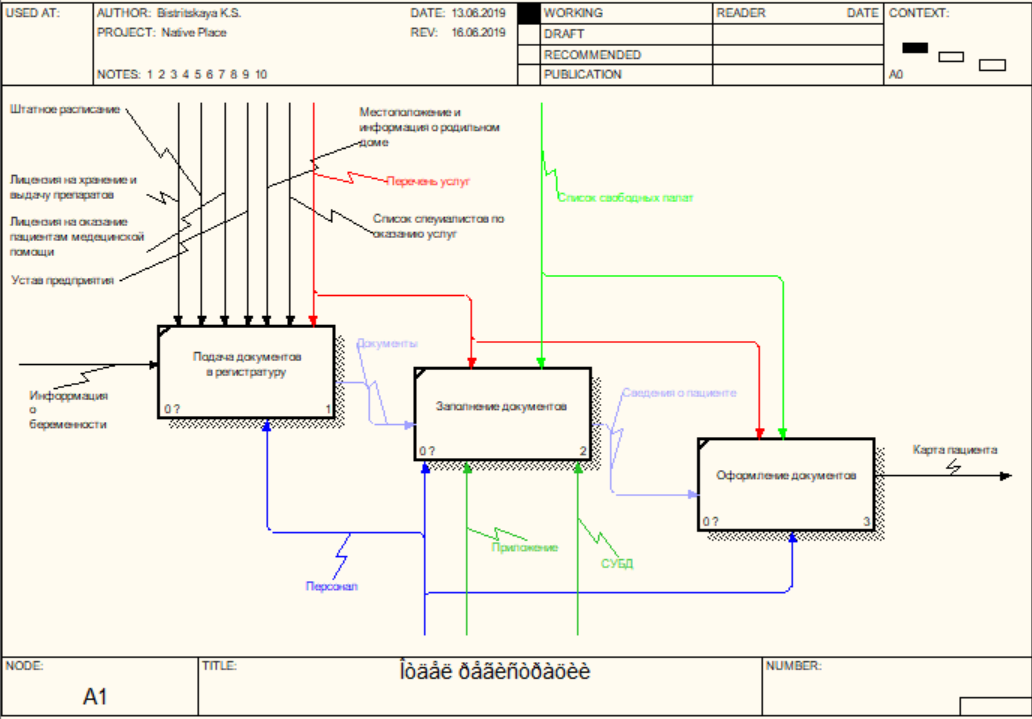 USED AT:
AUTHOR: Bistritskaya K.S.
DATE: 13.06.2019
PROJECT: Native Place
REV: 16.06.2019
NOTES: 1 2 3 4 5 6 7 8 9 10
WORKING
DRAFT
RECOMMENDED
PUBLICATION
READER
DATE
CONTEXT:
A0
Штатное расписание
Лицензия на хранение и
выдачу препаратов
Лицензия на оказание
пациентам медецинской
помощи
Устав предприятия
Местоположение и
информация о родильном
доме
Перечень услуг
Список спеуиалистов по
оказанию услуг
Список свободных палат
Подача документов
в регистратуру
0 ?
1
Инфоррмация
о
беременности
Документы
Заполнение документов
0 ?
2
Сведения о пациенте
Оформление документов
0 ?
3
Карта пациента
Персонал
Приложение
СУБД
NODE:
A1
TITLE:
Îòäåë ðåãèñòðàöèè
NUMBER: